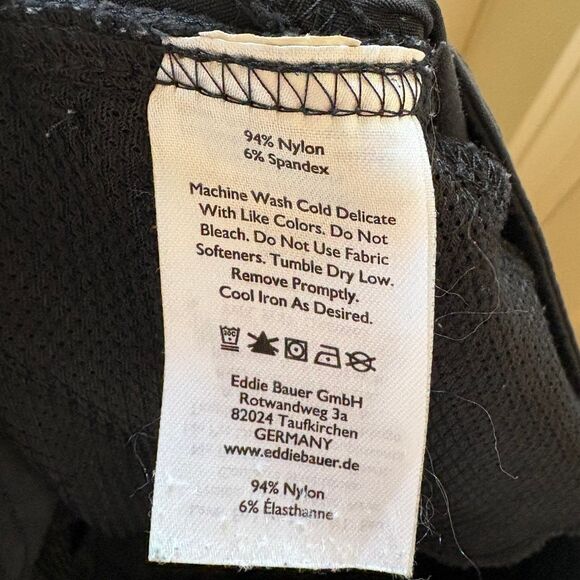 94% Nylon
6% Spandex
Machine Wash Cold Delicate
With Like Colors. Do Not
Bleach. Do Not Use Fabric
Softeners. Tumble Dry Low.
Remove Promptly.
Cool Iron As Desired.
Eddie Bauer GmbH
Rotwandweg 3a
82024 Taufkirchen
GERMANY
www.eddiebauer.de
94% Nylon
6% Élasthanne